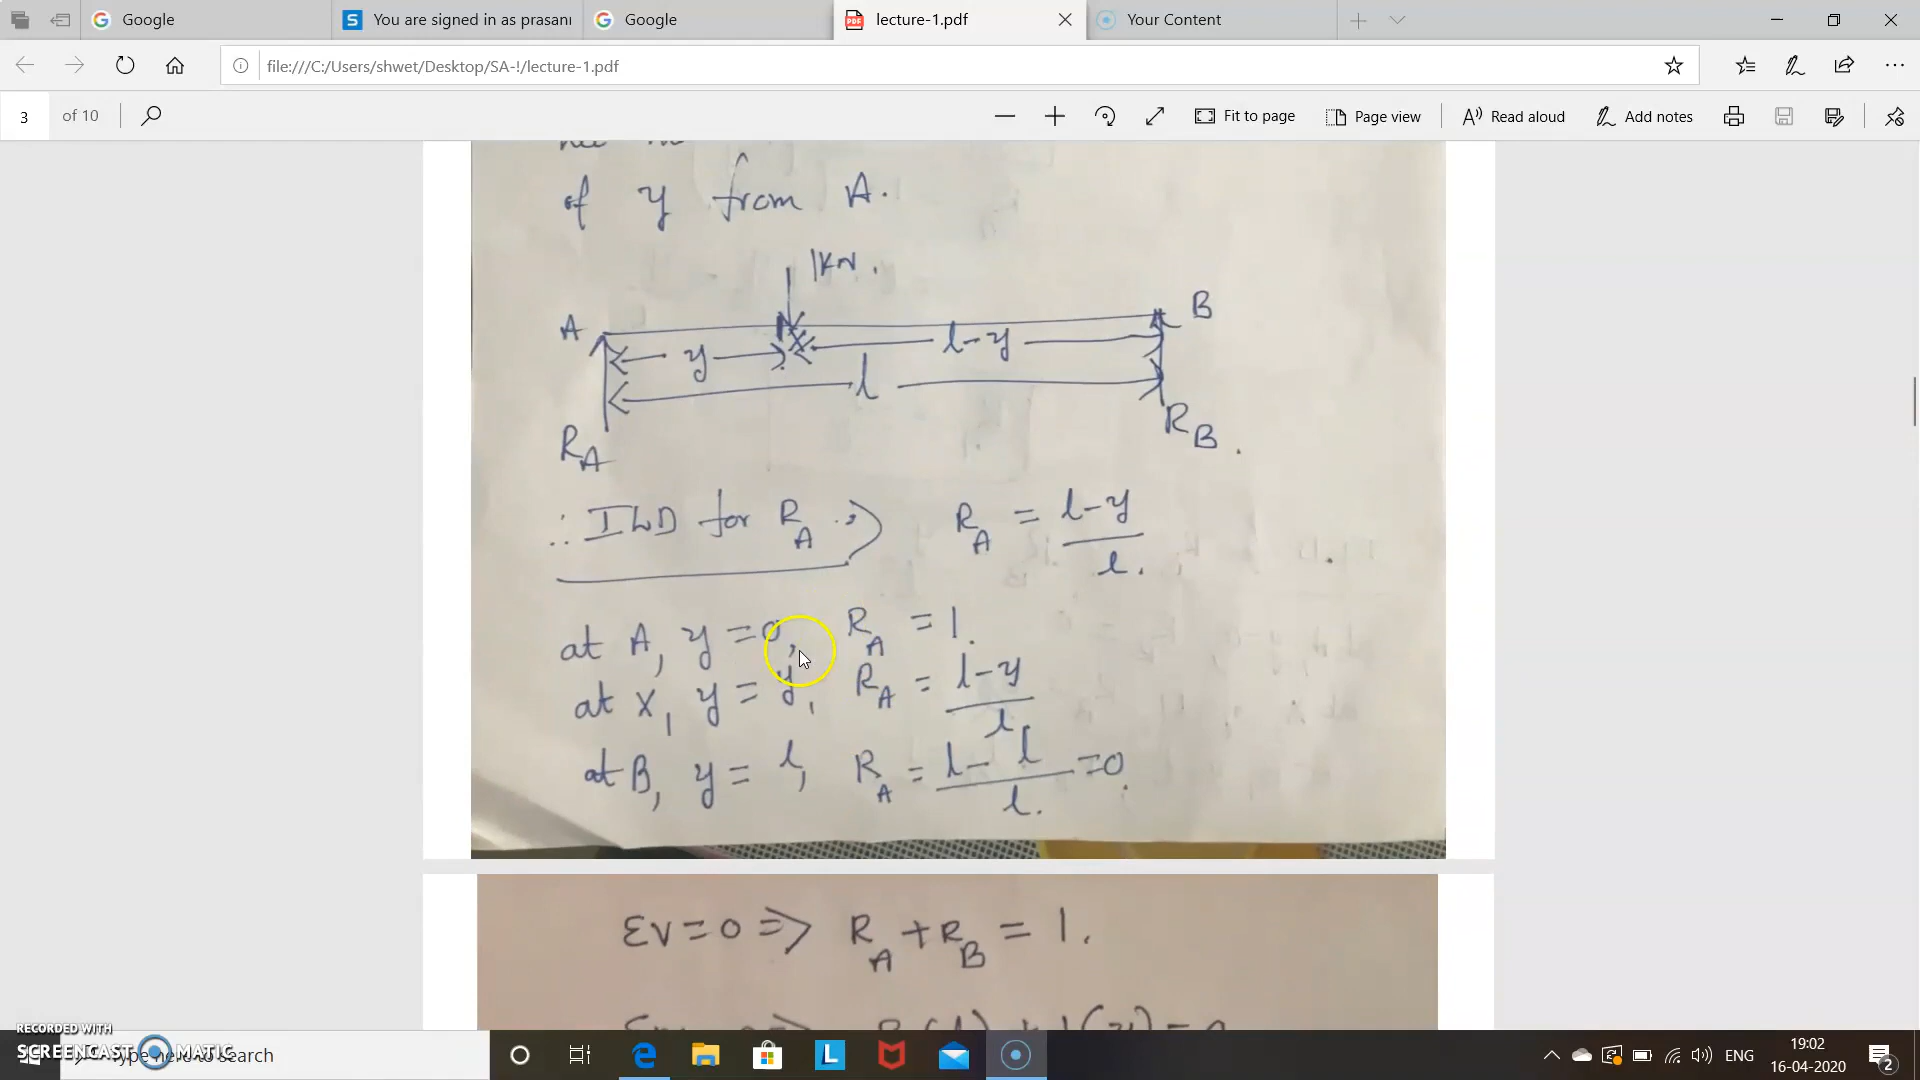 Google
You are signed in as prasani
Google
lecture-1.pdf
Your Content
file:///C:/Users/shwet/Desktop/SA-!/lecture-1.pdf
3 of 10
Fit to page
Page view
Read aloud
Add notes
of y from A.
1KN.
A
B
y
l-y
l
RA
RB.
∴ ILD for RA :⇒ RA = (l-y)/l.
at A, y = 0, RA = 1.
at X, y = y, RA = (l-y)/l
at B, y = l, RA = (l-l)/l. = 0.
ΣV=0 => RA + RB = 1.
RECORDED WITH
SCREENCAST MATIC
Type here to search
ENG
19:02
16-04-2020
2